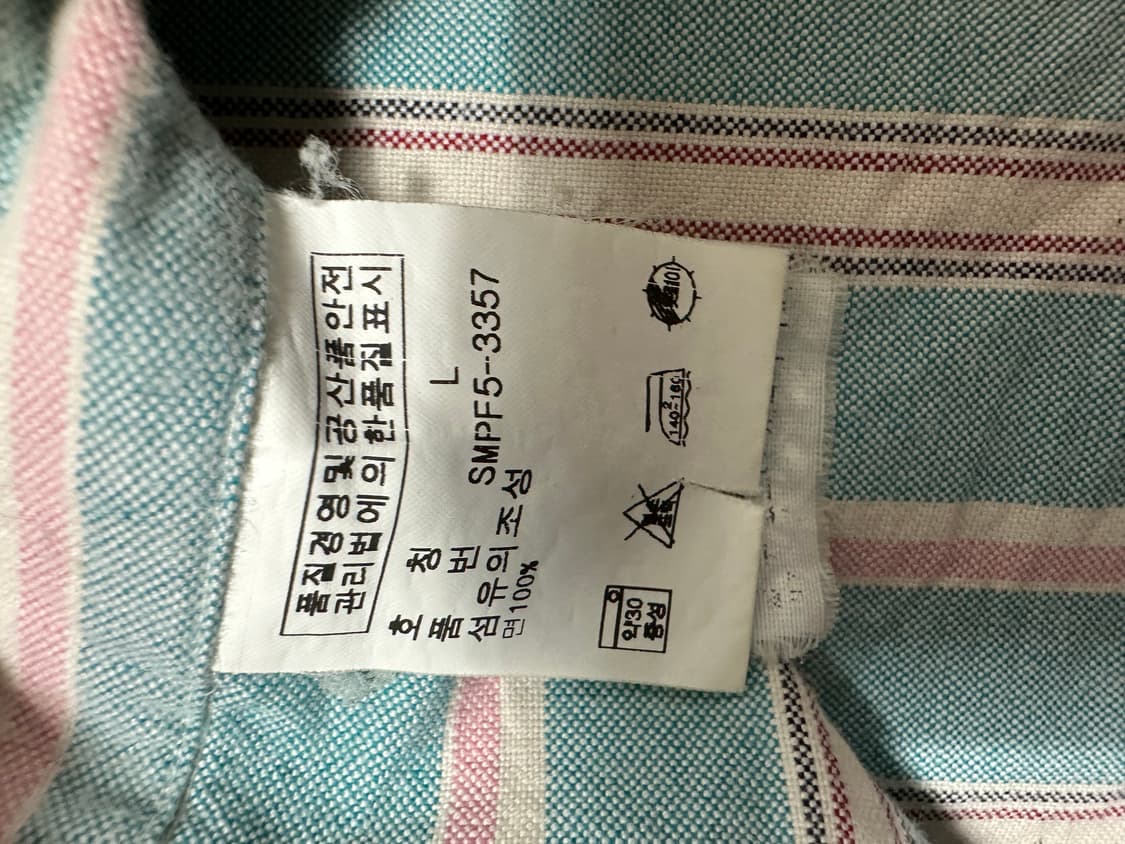 품질경영 및 공산품안전
관리법에 의한 품질표시
호 칭 L
품 번 SMPF5-3357
섬유의 조성
면100%
약30
중성
140~160